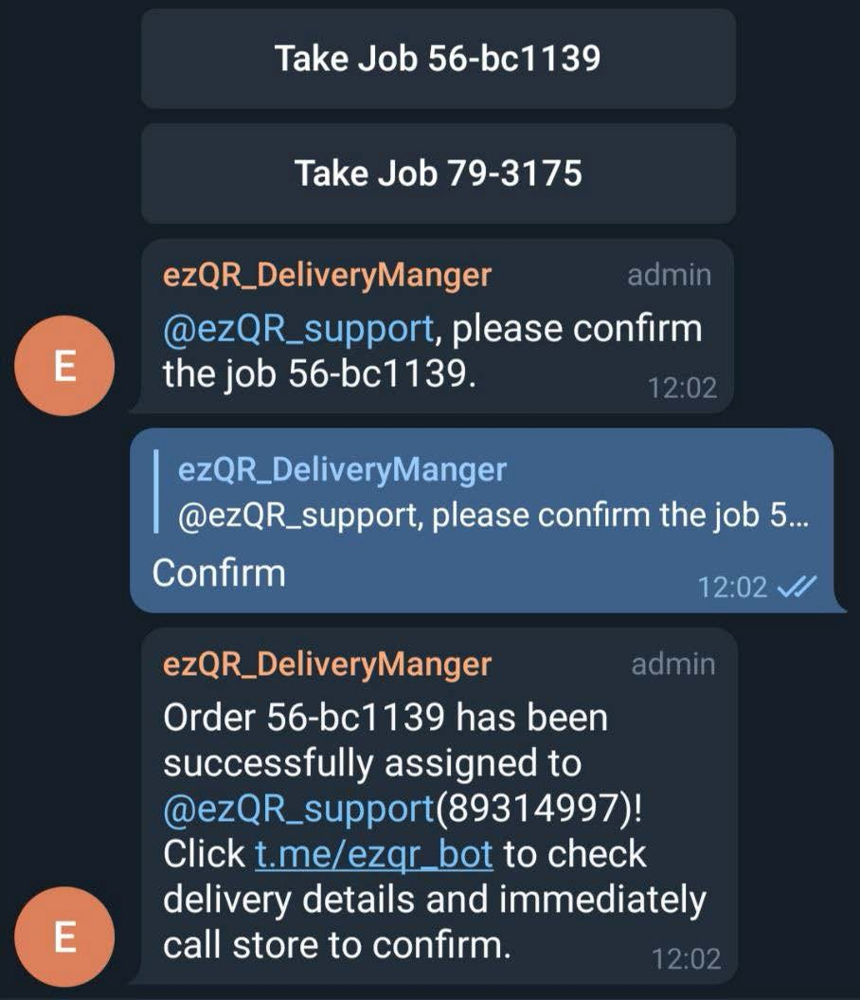 Take Job 56-bc1139
Take Job 79-3175
ezQR_DeliveryManger admin
@ezQR_support, please confirm
the job 56-bc1139.
12:02
E
ezQR_DeliveryManger
@ezQR_support, please confirm the job 5...
Confirm
12:02
ezQR_DeliveryManger admin
Order 56-bc1139 has been
successfully assigned to
@ezQR_support(89314997)!
Click t.me/ezqr_bot to check
delivery details and immediately
call store to confirm.
12:02
E